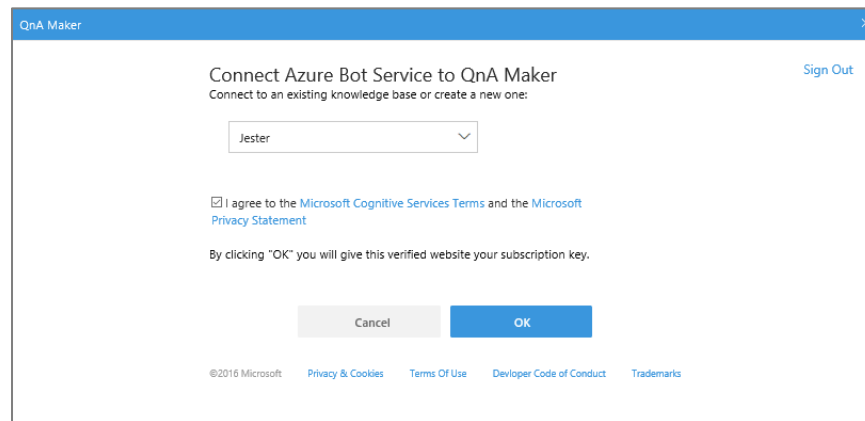 QnA Maker
Connect Azure Bot Service to QnA Maker
Sign Out
Connect to an existing knowledge base or create a new one:
Jester
I agree to the Microsoft Cognitive Services Terms and the Microsoft
Privacy Statement
By clicking "OK" you will give this verified website your subscription key.
Cancel OK
©2016 Microsoft Privacy & Cookies Terms Of Use Devloper Code of Conduct Trademarks